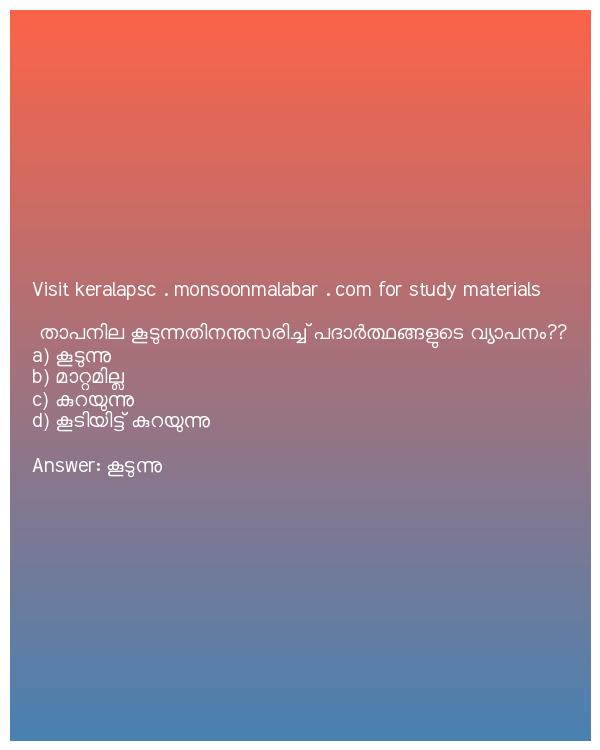 Visit keralapsc . monsoonmalabar . com for study materials
താപനില കൂടുന്നതിനനുസരിച്ച് പദാർത്ഥങ്ങളുടെ വ്യാപനം??
a) കൂടുന്നു
b) മാറ്റമില്ല
c) കുറയുന്നു
d) കൂടിയിട്ട് കുറയുന്നു
Answer: കൂടുന്നു